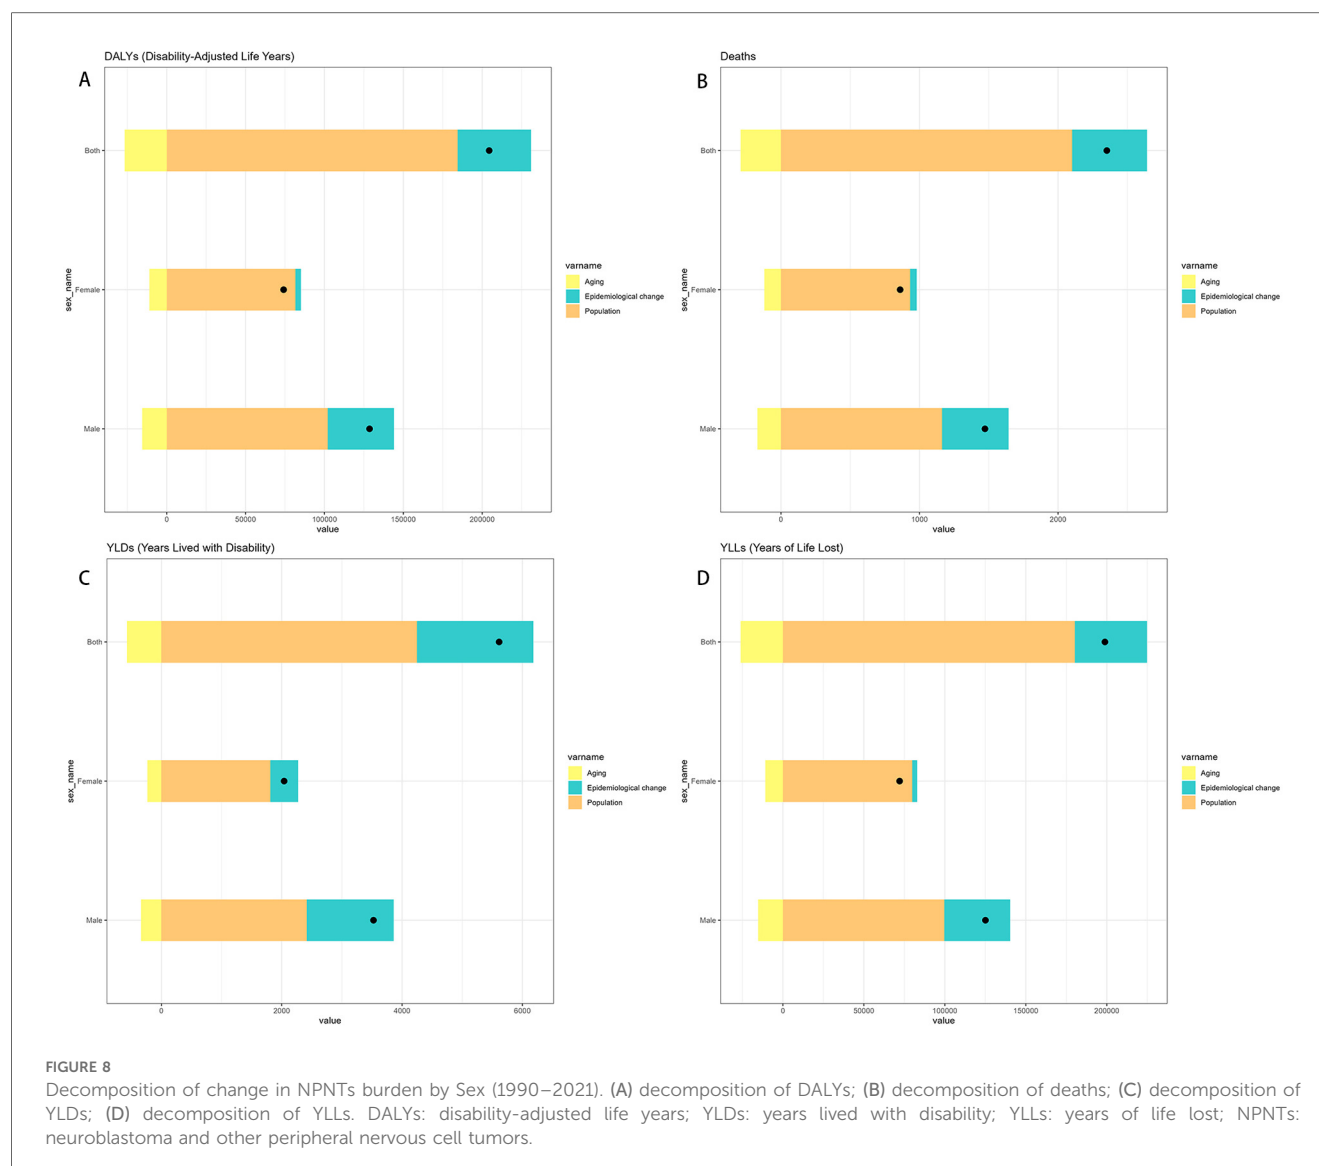 DALYs (Disability-Adjusted Life Years)
A
Both
Female
Male
sex_name
0
50000
100000
150000
200000
value
varname
Aging
Epidemiological change
Population
Deaths
B
Both
Female
Male
sex_name
0
1000
2000
value
varname
Aging
Epidemiological change
Population
YLDs (Years Lived with Disability)
C
Both
Female
Male
sex_name
0
2000
4000
6000
value
varname
Aging
Epidemiological change
Population
YLLs (Years of Life Lost)
D
Both
Female
Male
sex_name
0
50000
100000
150000
200000
value
varname
Aging
Epidemiological change
Population
FIGURE 8
Decomposition of change in NPNTs burden by Sex (1990–2021). (A) decomposition of DALYs; (B) decomposition of deaths; (C) decomposition of
YLDs; (D) decomposition of YLLs. DALYs: disability-adjusted life years; YLDs: years lived with disability; YLLs: years of life lost; NPNTs:
neuroblastoma and other peripheral nervous cell tumors.